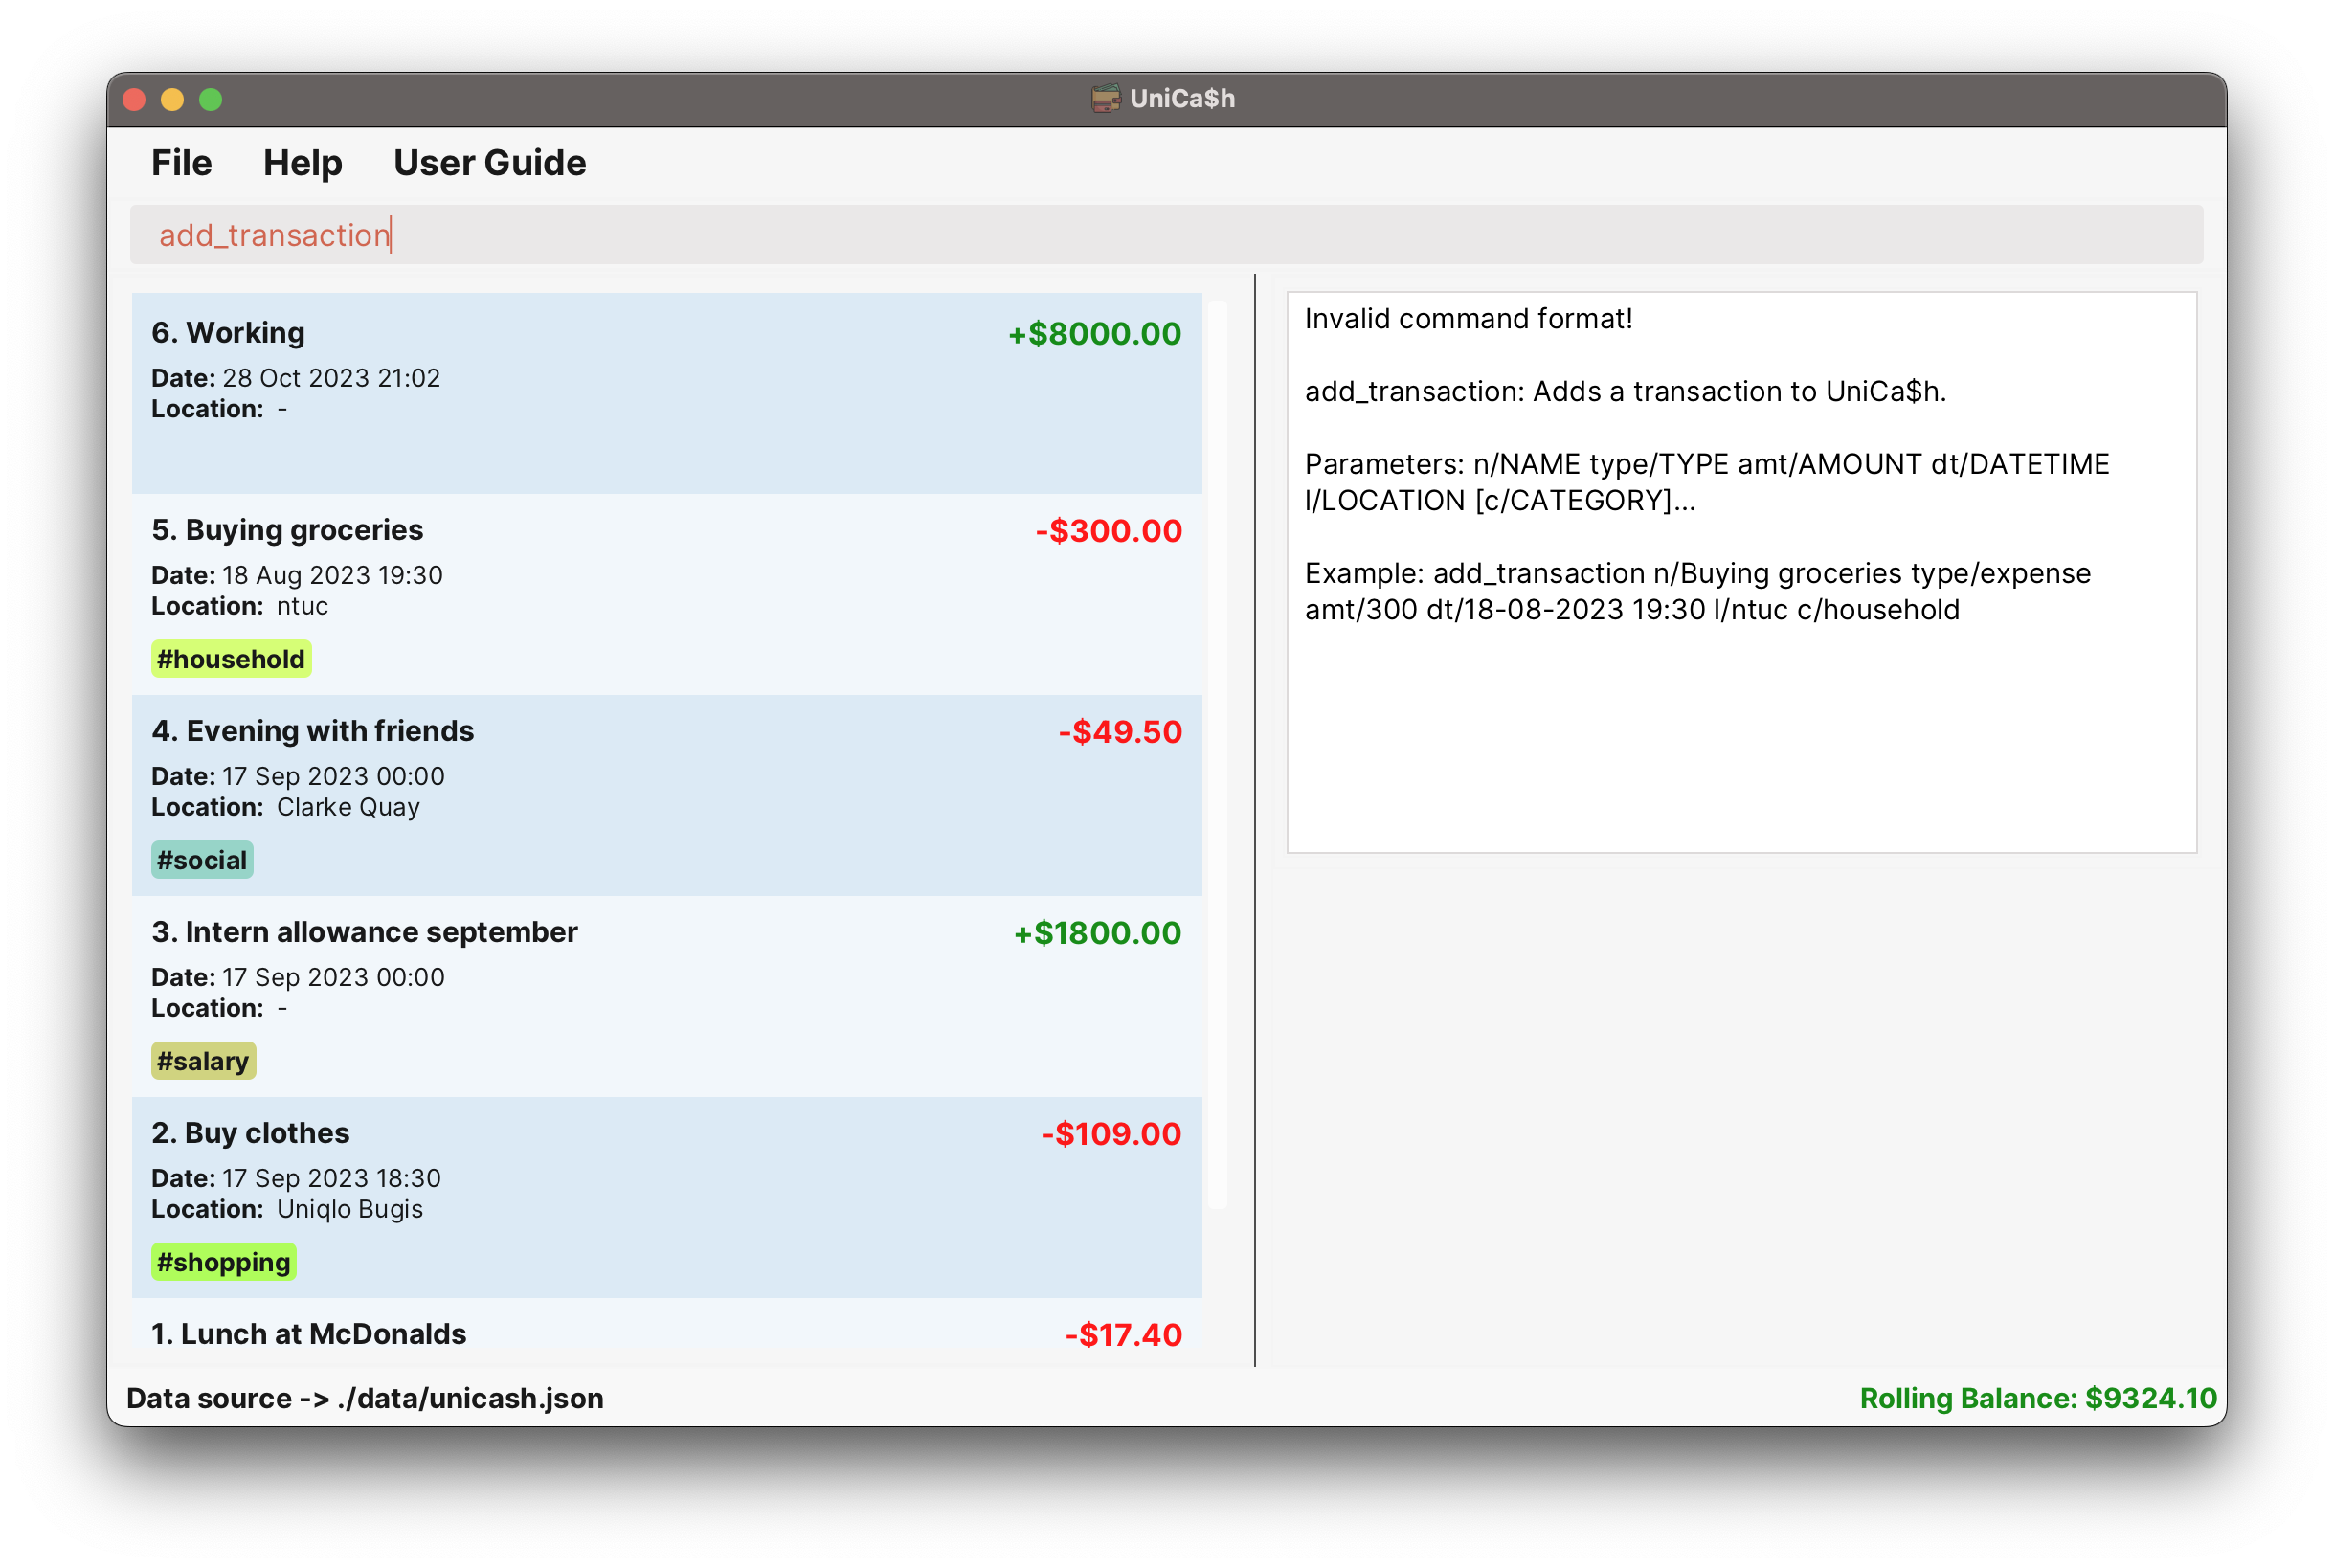 UniCa$h
File Help User Guide
add_transaction
6. Working +$8000.00
Date: 28 Oct 2023 21:02
Location: -
5. Buying groceries -$300.00
Date: 18 Aug 2023 19:30
Location: ntuc
#household
4. Evening with friends -$49.50
Date: 17 Sep 2023 00:00
Location: Clarke Quay
#social
3. Intern allowance september +$1800.00
Date: 17 Sep 2023 00:00
Location: -
#salary
2. Buy clothes -$109.00
Date: 17 Sep 2023 18:30
Location: Uniqlo Bugis
#shopping
1. Lunch at McDonalds -$17.40
Invalid command format!
add_transaction: Adds a transaction to UniCa$h.
Parameters: n/NAME type/TYPE amt/AMOUNT dt/DATETIME
l/LOCATION [c/CATEGORY]...
Example: add_transaction n/Buying groceries type/expense
amt/300 dt/18-08-2023 19:30 l/ntuc c/household
Data source -> ./data/unicash.json
Rolling Balance: $9324.10